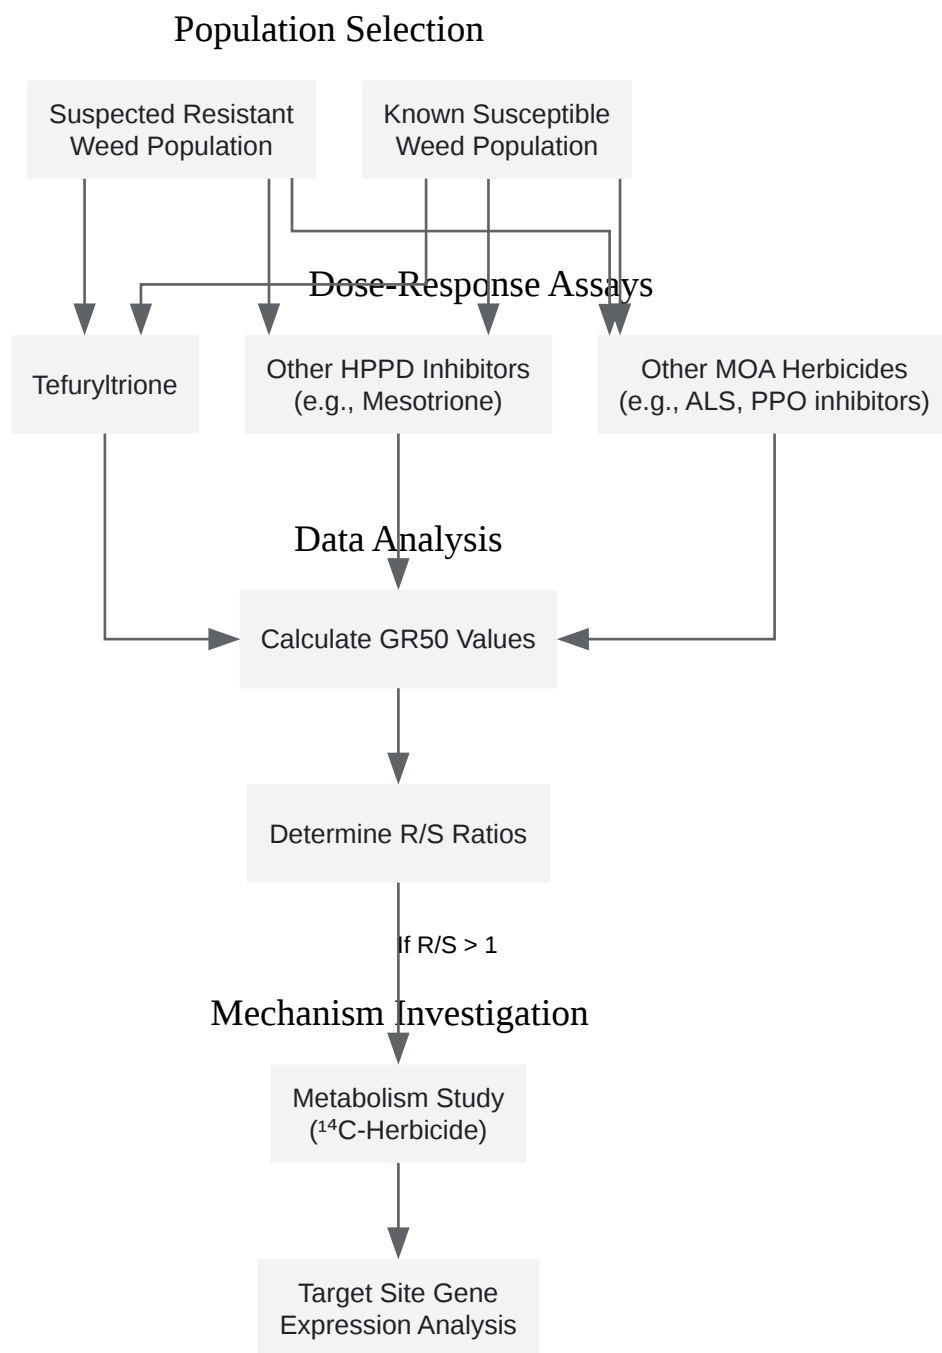 Population Selection
Suspected Resistant
Weed Population
Known Susceptible
Weed Population
Dose-Response Assays
Tefuryltrione
Other HPPD Inhibitors
(e.g., Mesotrione)
Other MOA Herbicides
(e.g., ALS, PPO inhibitors)
Data Analysis
Calculate GR50 Values
Determine R/S Ratios
If R/S > 1
Mechanism Investigation
Metabolism Study
(¹⁴C-Herbicide)
Target Site Gene
Expression Analysis